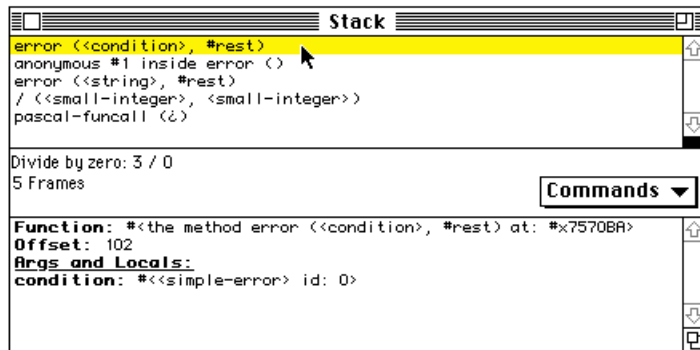 Stack
error (<condition>, #rest)
anonymous #1 inside error ()
error (<string>, #rest)
/ (<small-integer>, <small-integer>)
pascal-funcall (¿)
Divide by zero: 3 / 0
5 Frames
Commands
Function: #<the method error (<condition>, #rest) at: #x7570BA>
Offset: 102
Args and Locals:
condition: #<<simple-error> id: 0>